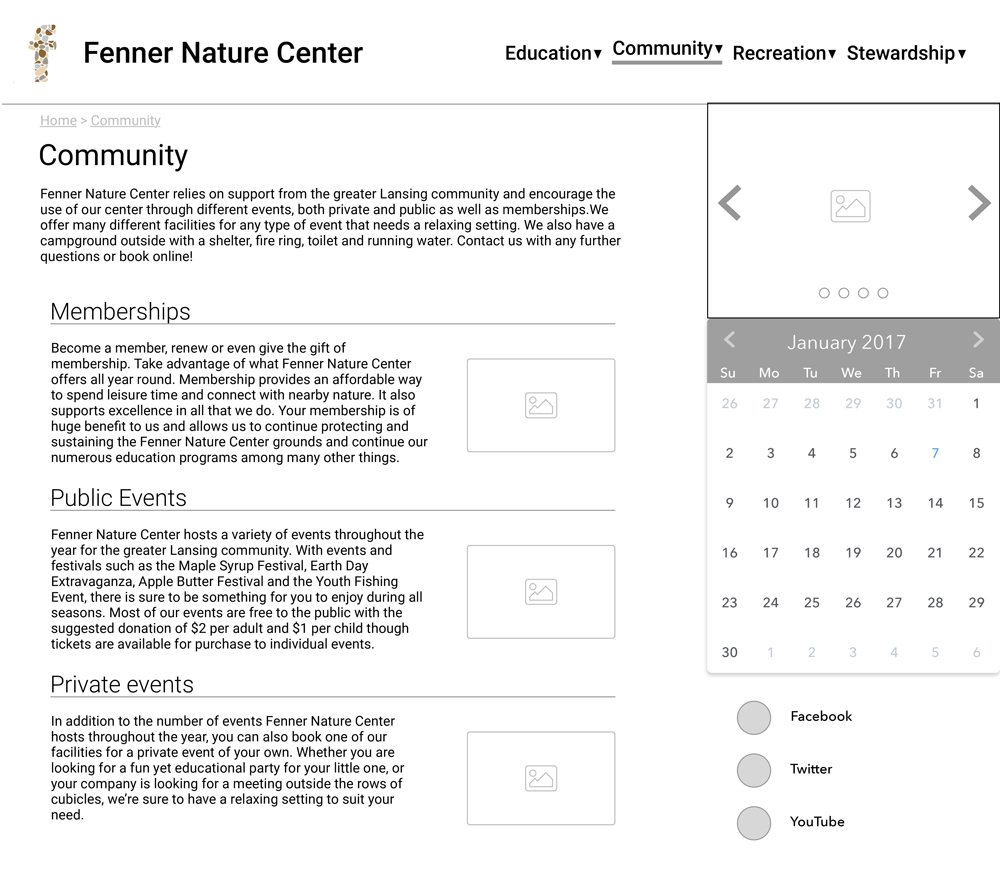 Fenner Nature Center
Education▾ Community▾ Recreation▾ Stewardship▾
Home > Community
Community
Fenner Nature Center relies on support from the greater Lansing community and encourage the
use of our center through different events, both private and public as well as memberships.We
offer many different facilities for any type of event that needs a relaxing setting. We also have a
campground outside with a shelter, fire ring, toilet and running water. Contact us with any further
questions or book online!
Memberships
Become a member, renew or even give the gift of
membership. Take advantage of what Fenner Nature Center
offers all year round. Membership provides an affordable way
to spend leisure time and connect with nearby nature. It also
supports excellence in all that we do. Your membership is of
huge benefit to us and allows us to continue protecting and
sustaining the Fenner Nature Center grounds and continue our
numerous education programs among many other things.
Public Events
Fenner Nature Center hosts a variety of events throughout the
year for the greater Lansing community. With events and
festivals such as the Maple Syrup Festival, Earth Day
Extravaganza, Apple Butter Festival and the Youth Fishing
Event, there is sure to be something for you to enjoy during all
seasons. Most of our events are free to the public with the
suggested donation of $2 per adult and $1 per child though
tickets are available for purchase to individual events.
Private events
In addition to the number of events Fenner Nature Center
hosts throughout the year, you can also book one of our
facilities for a private event of your own. Whether you are
looking for a fun yet educational party for your little one, or
your company is looking for a meeting outside the rows of
cubicles, we're sure to have a relaxing setting to suit your
need.
January 2017
Su Mo Tu We Th Fr Sa
26 27 28 29 30 31 1
2 3 4 5 6 7 8
9 10 11 12 13 14 15
16 17 18 19 20 21 22
23 24 25 26 27 28 29
30 1 2 3 4 5 6
Facebook
Twitter
YouTube